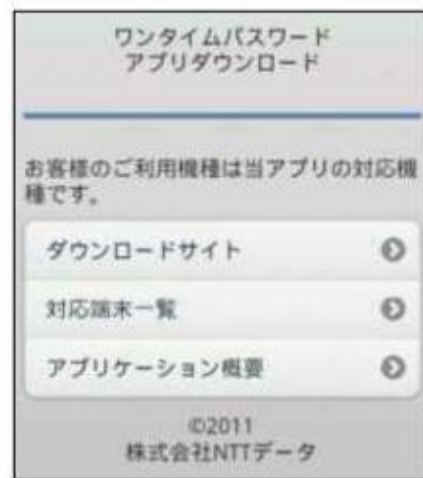 ワンタイムパスワード
アプリダウンロード
お客様のご利用機種は当アプリの対応機
種です。
ダウンロードサイト
対応端末一覧
アプリケーション概要
©2011
株式会社NTTデータ